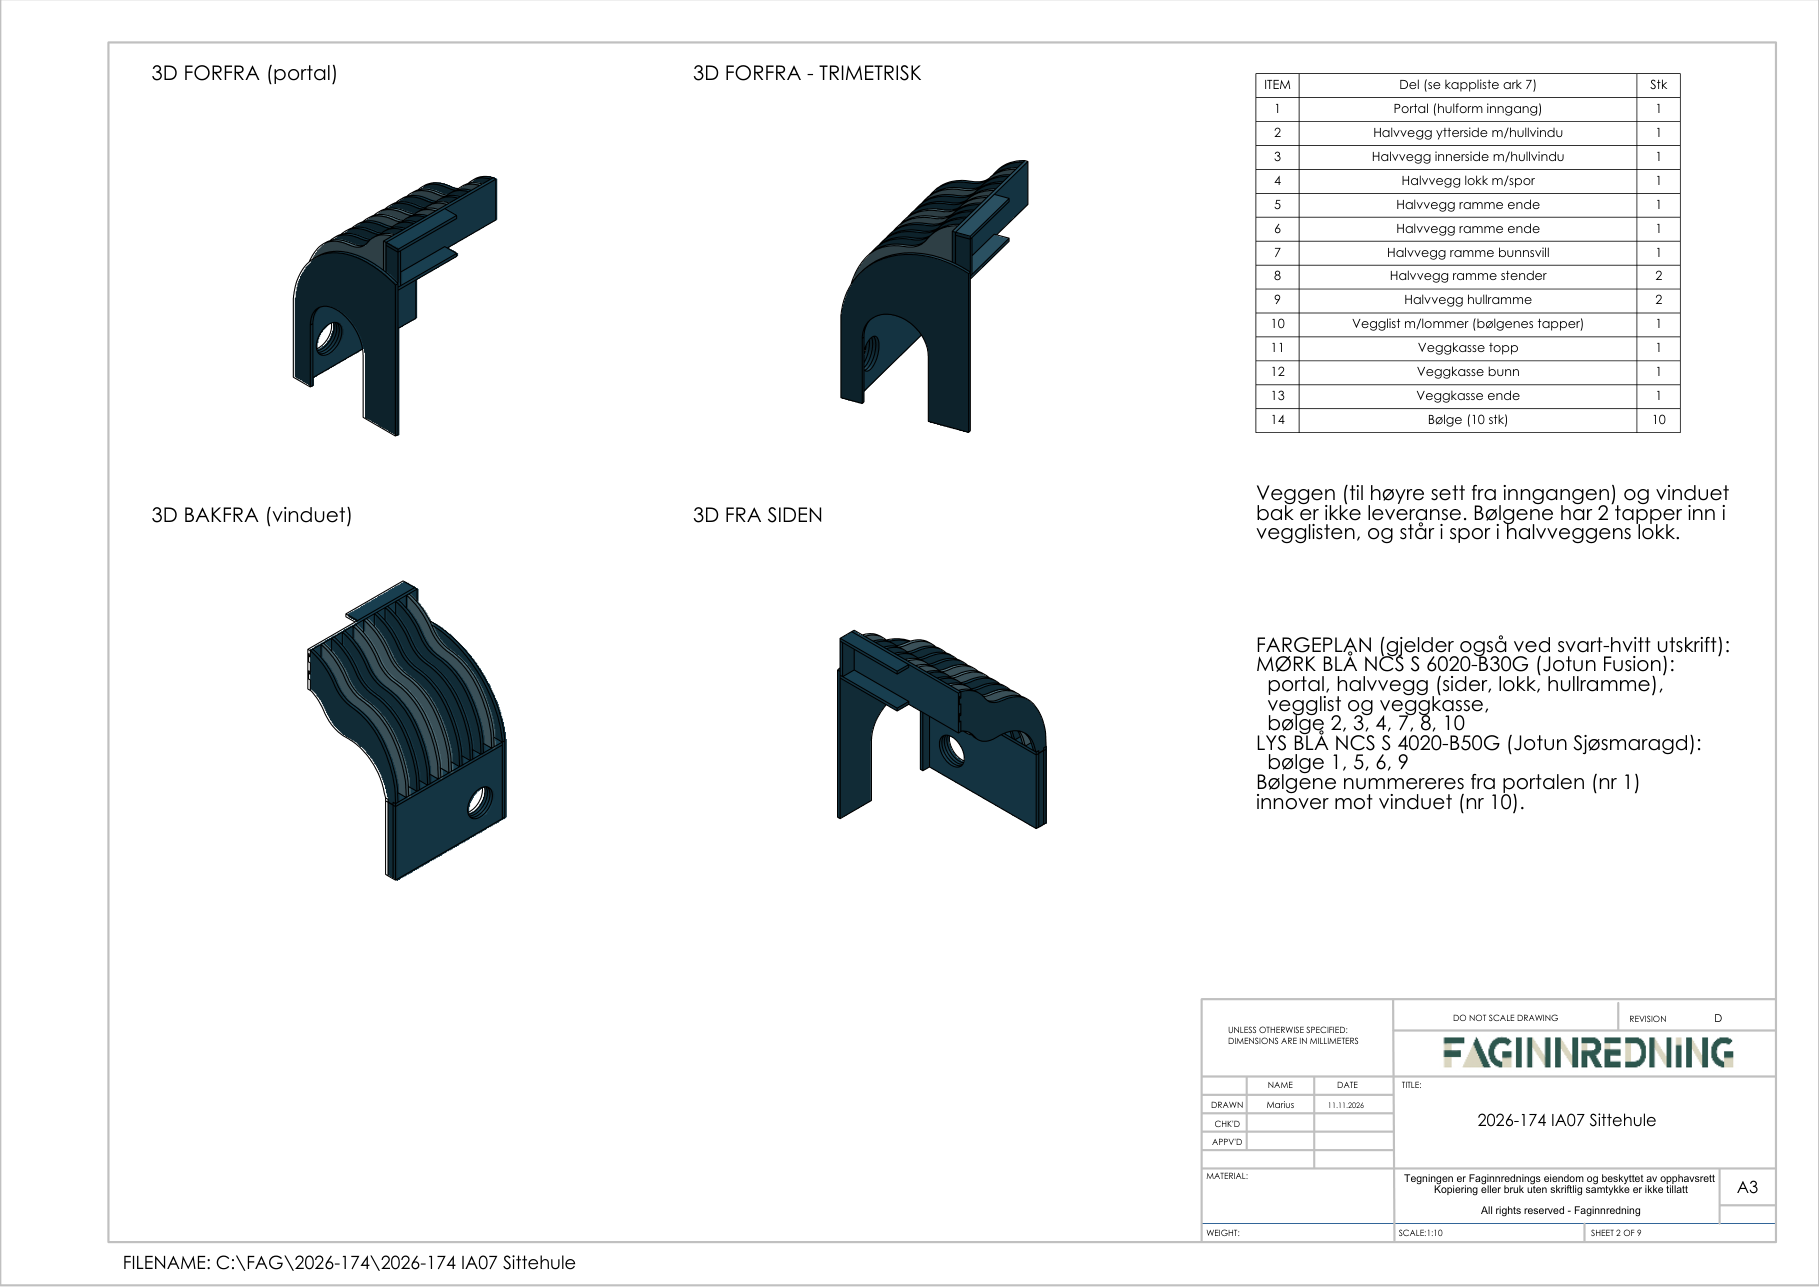 3D FORFRA (portal)
3D FORFRA - TRIMETRISK
ITEM Del (se kappliste ark 7) Stk
1 Portal (hulform inngang) 1
2 Halvvegg ytterside m/hullvindu 1
3 Halvvegg innerside m/hullvindu 1
4 Halvvegg lokk m/spor 1
5 Halvvegg ramme ende 1
6 Halvvegg ramme ende 1
7 Halvvegg ramme bunnsvill 1
8 Halvvegg ramme stender 2
9 Halvvegg hullramme 2
10 Vegglist m/lommer (bølgenes tapper) 1
11 Veggkasse topp 1
12 Veggkasse bunn 1
13 Veggkasse ende 1
14 Bølge (10 stk) 10
3D BAKFRA (vinduet)
3D FRA SIDEN
Veggen (til høyre sett fra inngangen) og vinduet
bak er ikke leveranse. Bølgene har 2 tapper inn i
vegglisten, og står i spor i halvveggens lokk.
FARGEPLAN (gjelder også ved svart-hvitt utskrift):
MØRK BLÅ NCS S 6020-B30G (Jotun Fusion):
portal, halvvegg (sider, lokk, hullramme),
vegglist og veggkasse,
bølge 2, 3, 4, 7, 8, 10
LYS BLÅ NCS S 4020-B50G (Jotun Sjøsmaragd):
bølge 1, 5, 6, 9
Bølgene nummereres fra portalen (nr 1)
innover mot vinduet (nr 10).
UNLESS OTHERWISE SPECIFIED:
DIMENSIONS ARE IN MILLIMETERS
DO NOT SCALE DRAWING
REVISION D
FAGINNREDNING
NAME DATE
DRAWN Marius 11.11.2026
CHK'D
APPV'D
TITLE:
2026-174 IA07 Sittehule
MATERIAL:
Tegningen er Faginnrednings eiendom og beskyttet av opphavsrett
Kopiering eller bruk uten skriftlig samtykke er ikke tillatt
All rights reserved - Faginnredning
A3
WEIGHT:
SCALE:1:10
SHEET 2 OF 9
FILENAME: C:\FAG\2026-174\2026-174 IA07 Sittehule